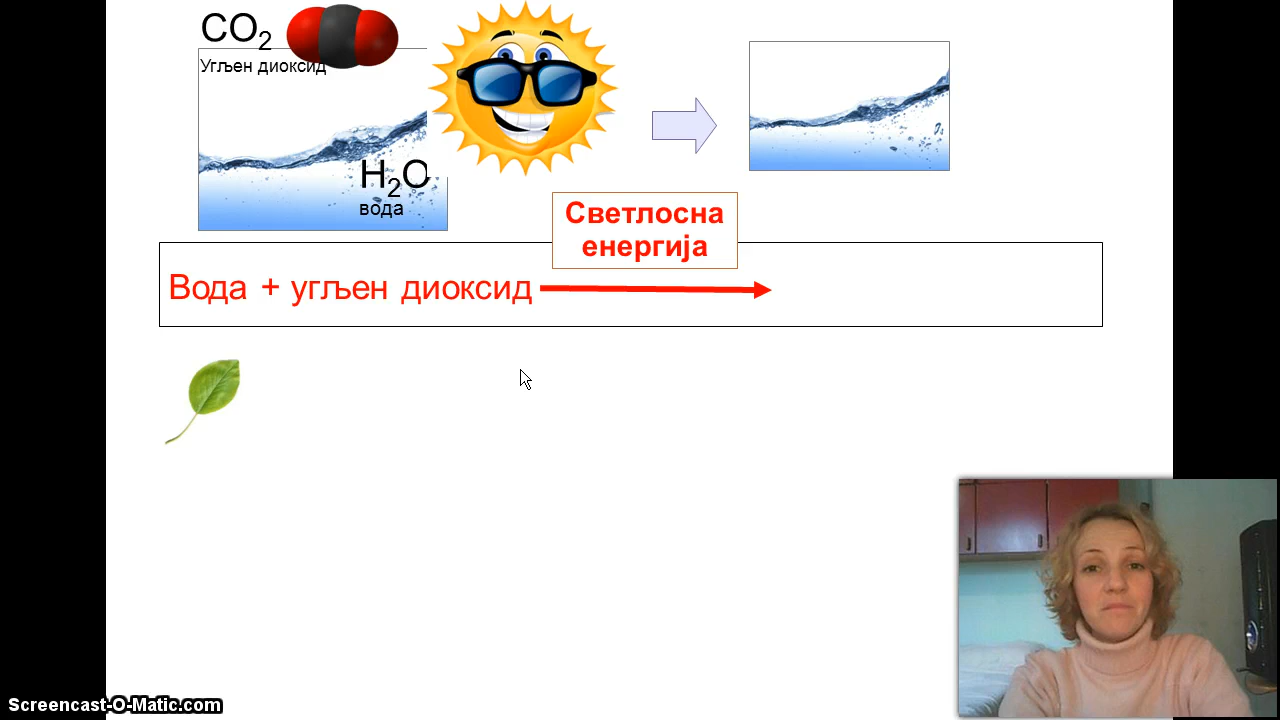 CO2
Угљен диоксид
H2O
вода
Светлосна
енергија
Вода + угљен диоксид
Screencast-O-Matic.com